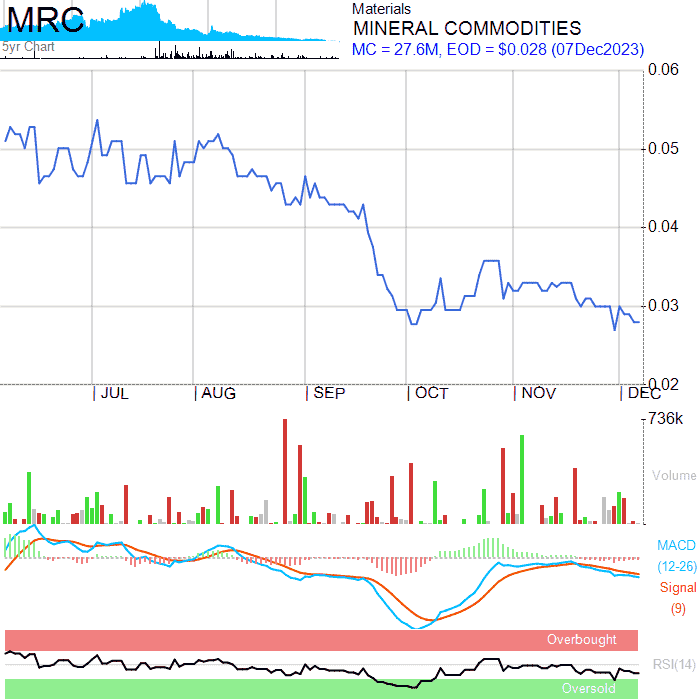 MRC
5yr Chart
Materials
MINERAL COMMODITIES
MC = 27.6M, EOD = $0.028 (07Dec2023)
0.06
0.05
0.04
0.03
0.02
JUL AUG SEP OCT NOV DEC
736k
Volume
MACD
(12-26)
Signal
(9)
Overbought
RSI(14)
Oversold